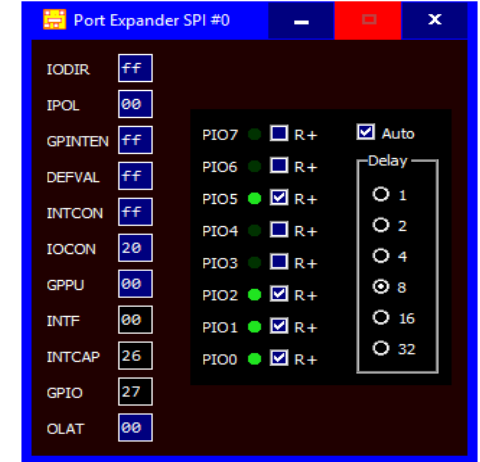 Port Expander SPI #0
IODIR ff
IPOL 00
GPINTEN ff
DEFVAL ff
INTCON ff
IOCON 20
GPPU 00
INTF 00
INTCAP 26
GPIO 27
OLAT 00
PIO7 R+
PIO6 R+
PIO5 R+
PIO4 R+
PIO3 R+
PIO2 R+
PIO1 R+
PIO0 R+
Auto
Delay
1
2
4
8
16
32